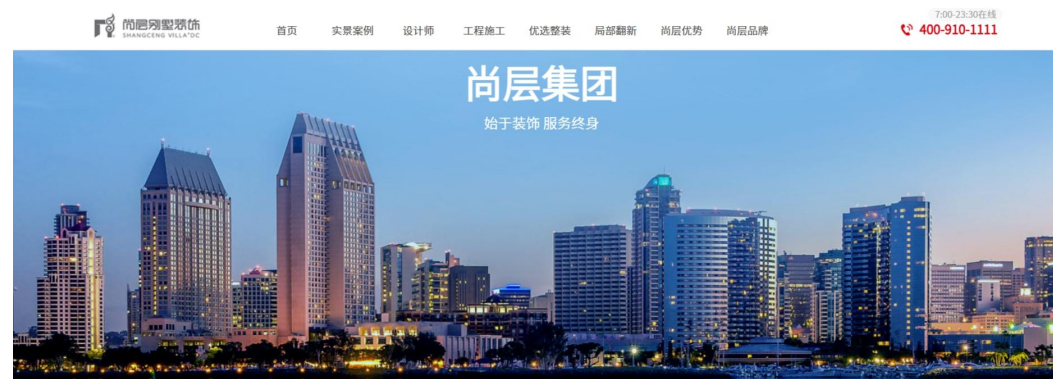 尚层别墅装饰
SHANGCENG VILLA'DC
首页 实景案例 设计师 工程施工 优选整装 局部翻新 尚层优势 尚层品牌
7:00-23:30在线
400-910-1111
尚层集团
始于装饰 服务终身